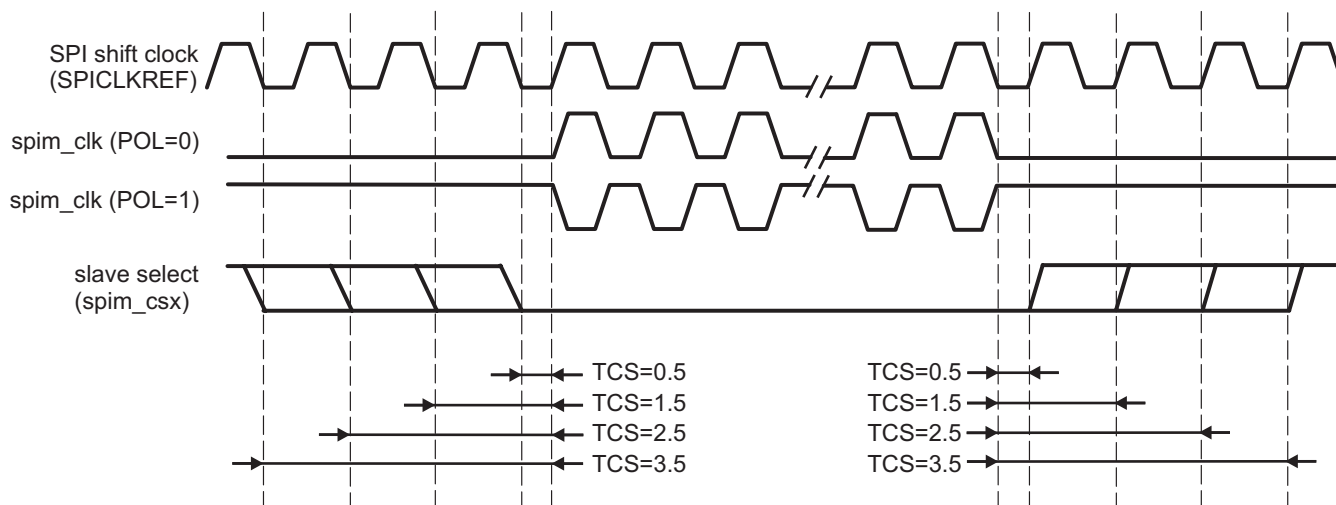 SPI shift clock
(SPICLKREF)
spim_clk (POL=0)
spim_clk (POL=1)
slave select
(spim_csx)
TCS=0.5
TCS=1.5
TCS=2.5
TCS=3.5
TCS=0.5
TCS=1.5
TCS=2.5
TCS=3.5